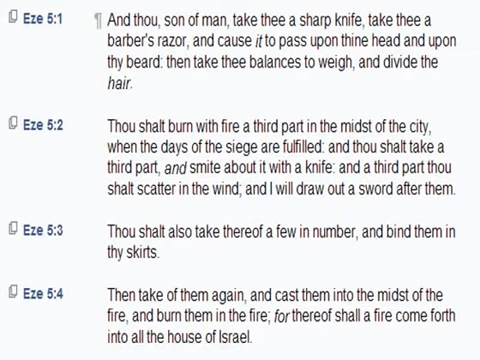 Eze 5:1 ¶ And thou, son of man, take thee a sharp knife, take thee a
barber's razor, and cause it to pass upon thine head and upon
thy beard: then take thee balances to weigh, and divide the
hair.
Eze 5:2 Thou shalt burn with fire a third part in the midst of the city,
when the days of the siege are fulfilled: and thou shalt take a
third part, and smite about it with a knife: and a third part thou
shalt scatter in the wind; and I will draw out a sword after them.
Eze 5:3 Thou shalt also take thereof a few in number, and bind them in
thy skirts.
Eze 5:4 Then take of them again, and cast them into the midst of the
fire, and burn them in the fire; for thereof shall a fire come forth
into all the house of Israel.